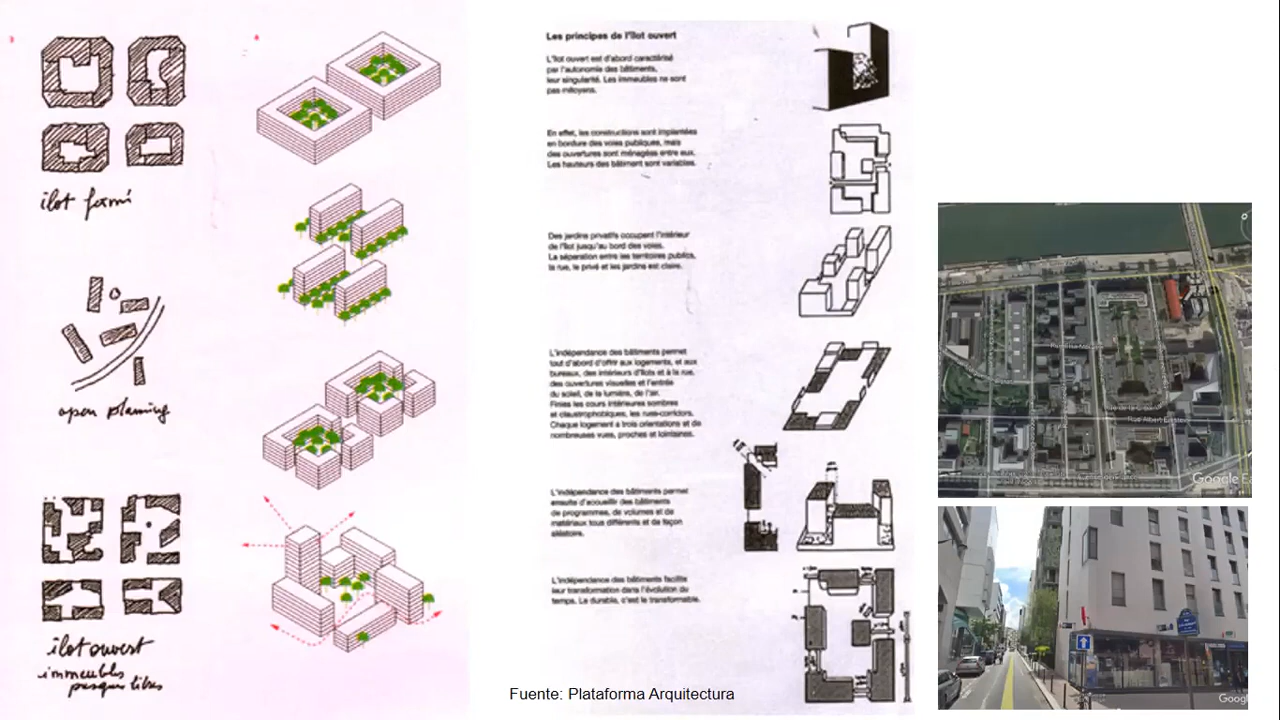 ilot fermé
open planning
ilot ouvert
immeubles
presque libres
Les principes de l'îlot ouvert
L'îlot ouvert est d'abord caractérisé
par l'autonomie des bâtiments,
leur singularité. Les immeubles ne sont
pas mitoyens.
En effet, les constructions sont implantées
en bordure des voies publiques, mais
des ouvertures sont ménagées entre eux.
Les hauteurs des bâtiment sont variables.
Des jardins privatifs occupent l'intérieur
de l'îlot jusqu'au bord des voies.
La séparation entre les territoires publics,
la rue, le privé et les jardins est claire.
L'indépendance des bâtiments permet
tout d'abord d'offrir aux logements, et aux
bureaux, des intérieurs d'îlots et à la rue,
des ouvertures visuelles et l'entrée
du soleil, de la lumière, de l'air.
Finies les cours intérieures sombres
et claustrophobiques, les rues-corridors.
Chaque logement a trois orientations et de
nombreuses vues, proches et lointaines.
L'indépendance des bâtiments permet
ensuite d'accueillir des bâtiments
de programmes, de volumes et de
matériaux tous différents et de façon
aléatoire.
L'indépendance des bâtiments facilite
leur transformation dans l'évolution du
temps. Le durable, c'est le transformable.
Fuente: Plataforma Arquitectura
Rue Albert Einstein
Google Ea
Googl